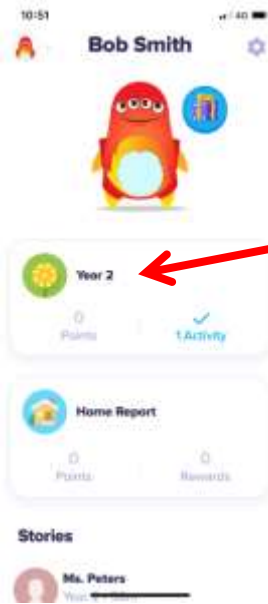 10:51
4G
Bob Smith
Year 2
0
Points
1 Activity
Home Report
0
Points
0
Rewards
Stories
Ms. Peters